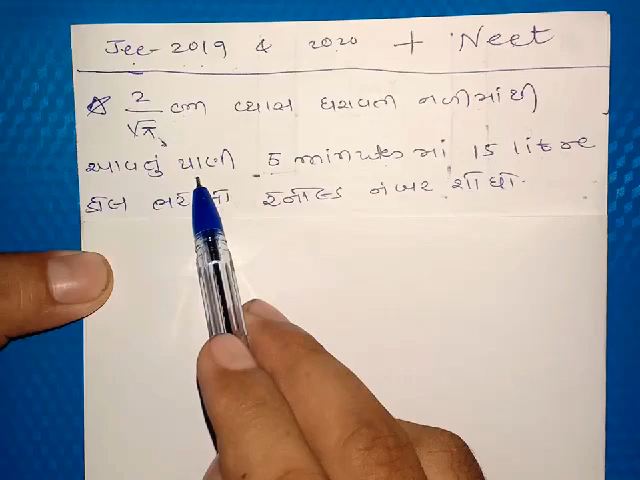 Jee-2019 & 2020 + Neet
2/√π cm વ્યાસ ધરાવતી નળીમાંથી
આવતું પાણી 5 minutes માં 15 litre
ડોલ ભરે રેનોલ્ડ નંબર શોધો.